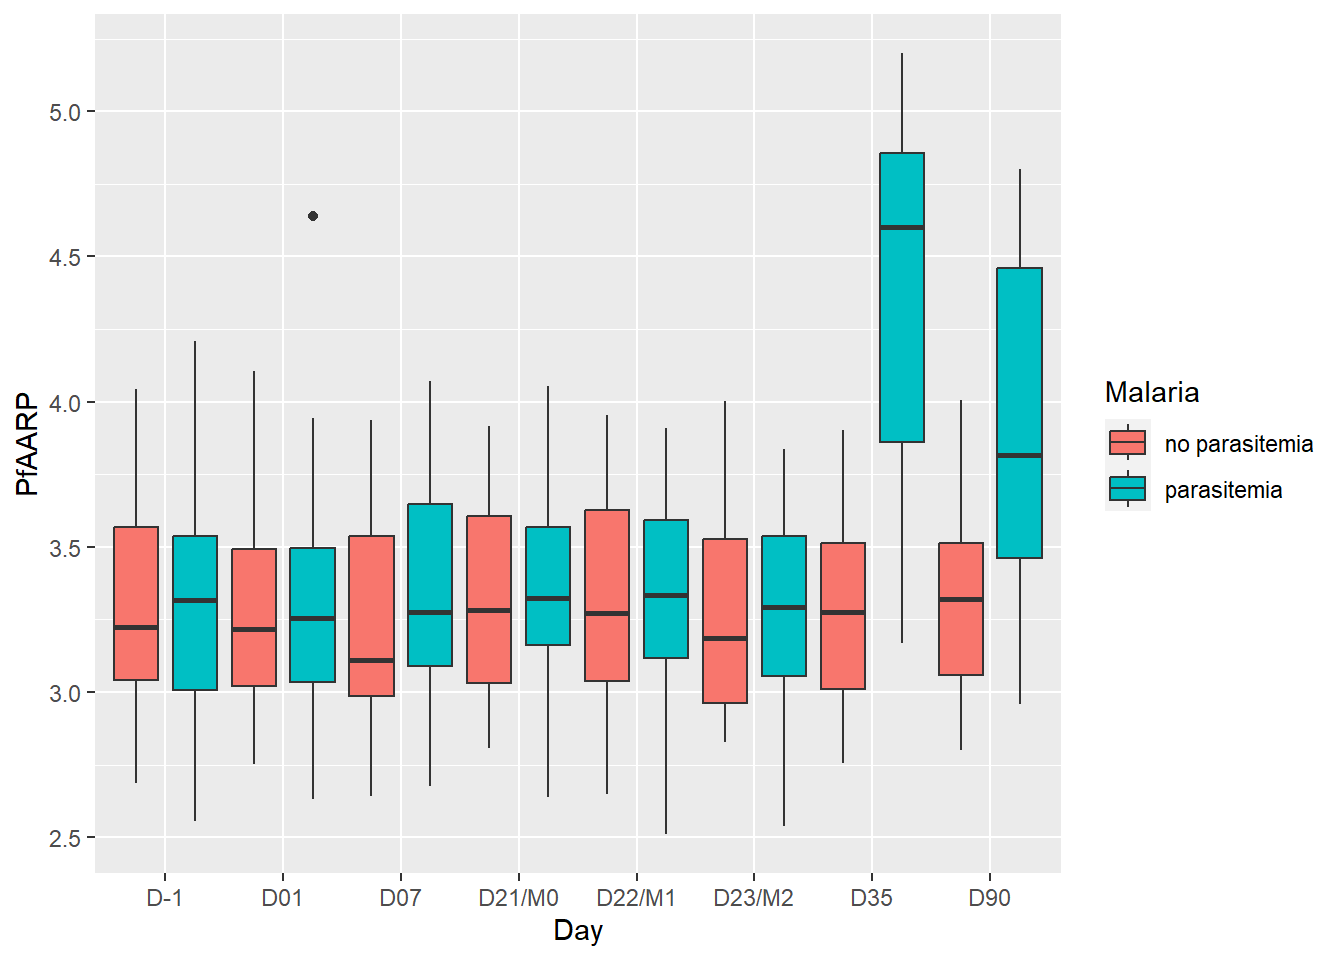 5.0
4.5
4.0
3.5
3.0
2.5
PfAARP
D-1 D01 D07 D21/M0 D22/M1 D23/M2 D35 D90
Day
Malaria
no parasitemia
parasitemia